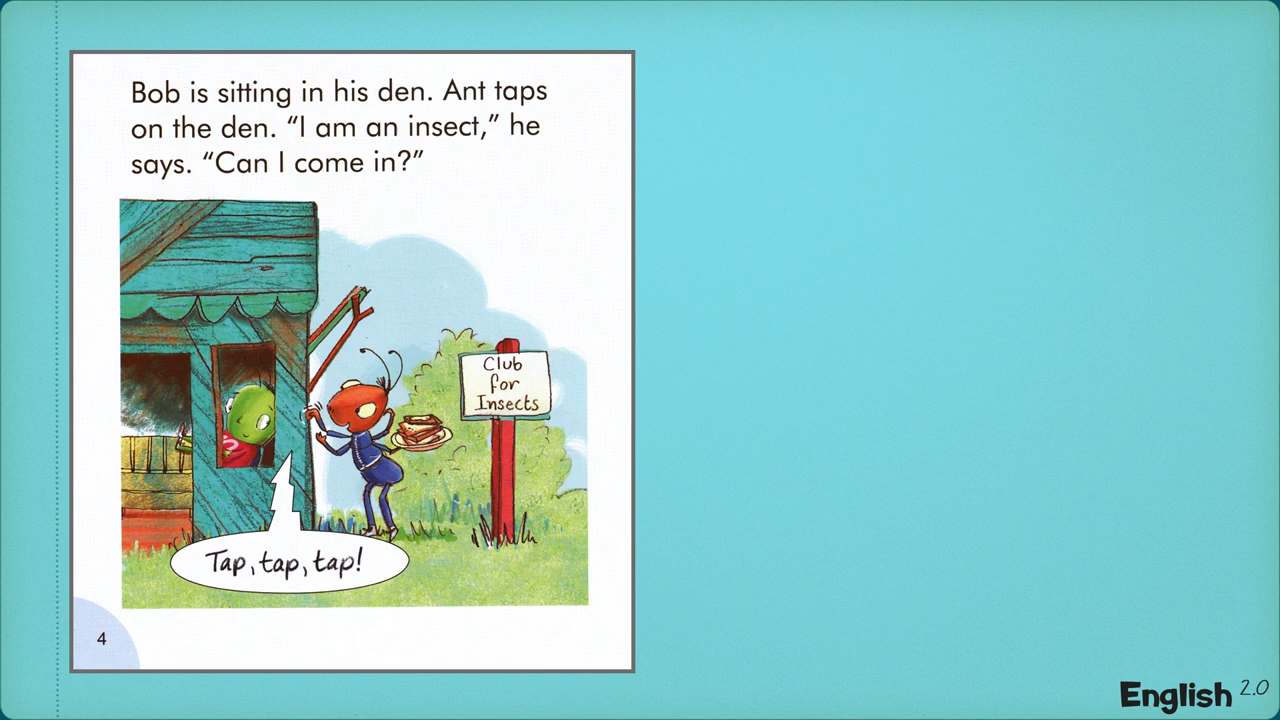 Bob is sitting in his den. Ant taps
on the den. “I am an insect,” he
says. “Can I come in?”
Club
for
Insects
Tap, tap, tap!
4
English 2.0